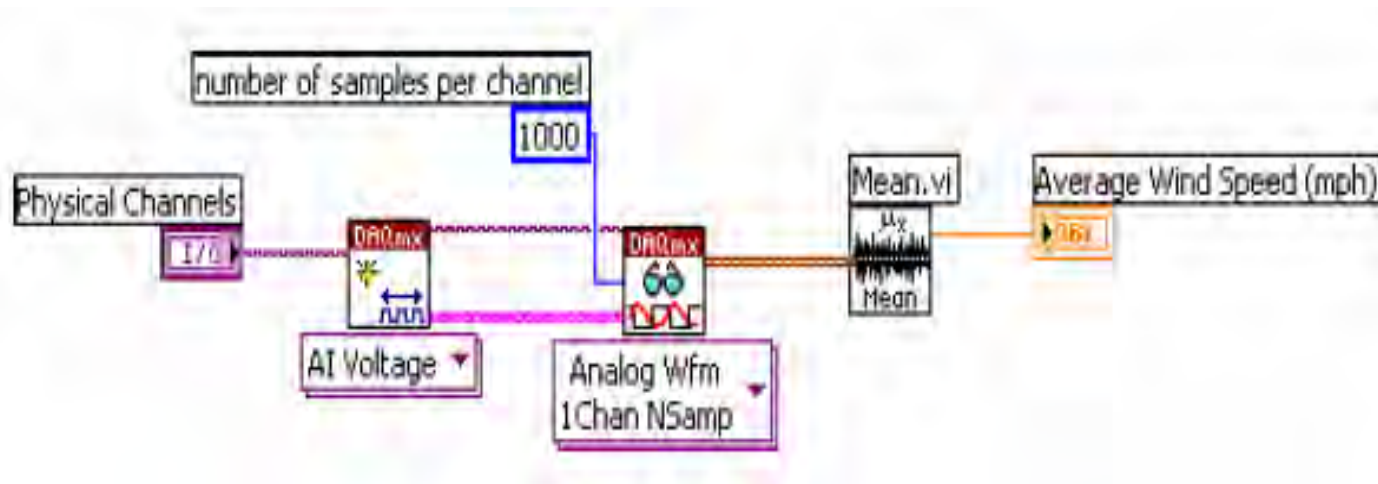 number of samples per channel
1000
Physical Channels
I/O
DAQmx
AI Voltage
DAQmx
Analog Wfm
1Chan NSamp
Mean.vi
Mean
Average Wind Speed (mph)